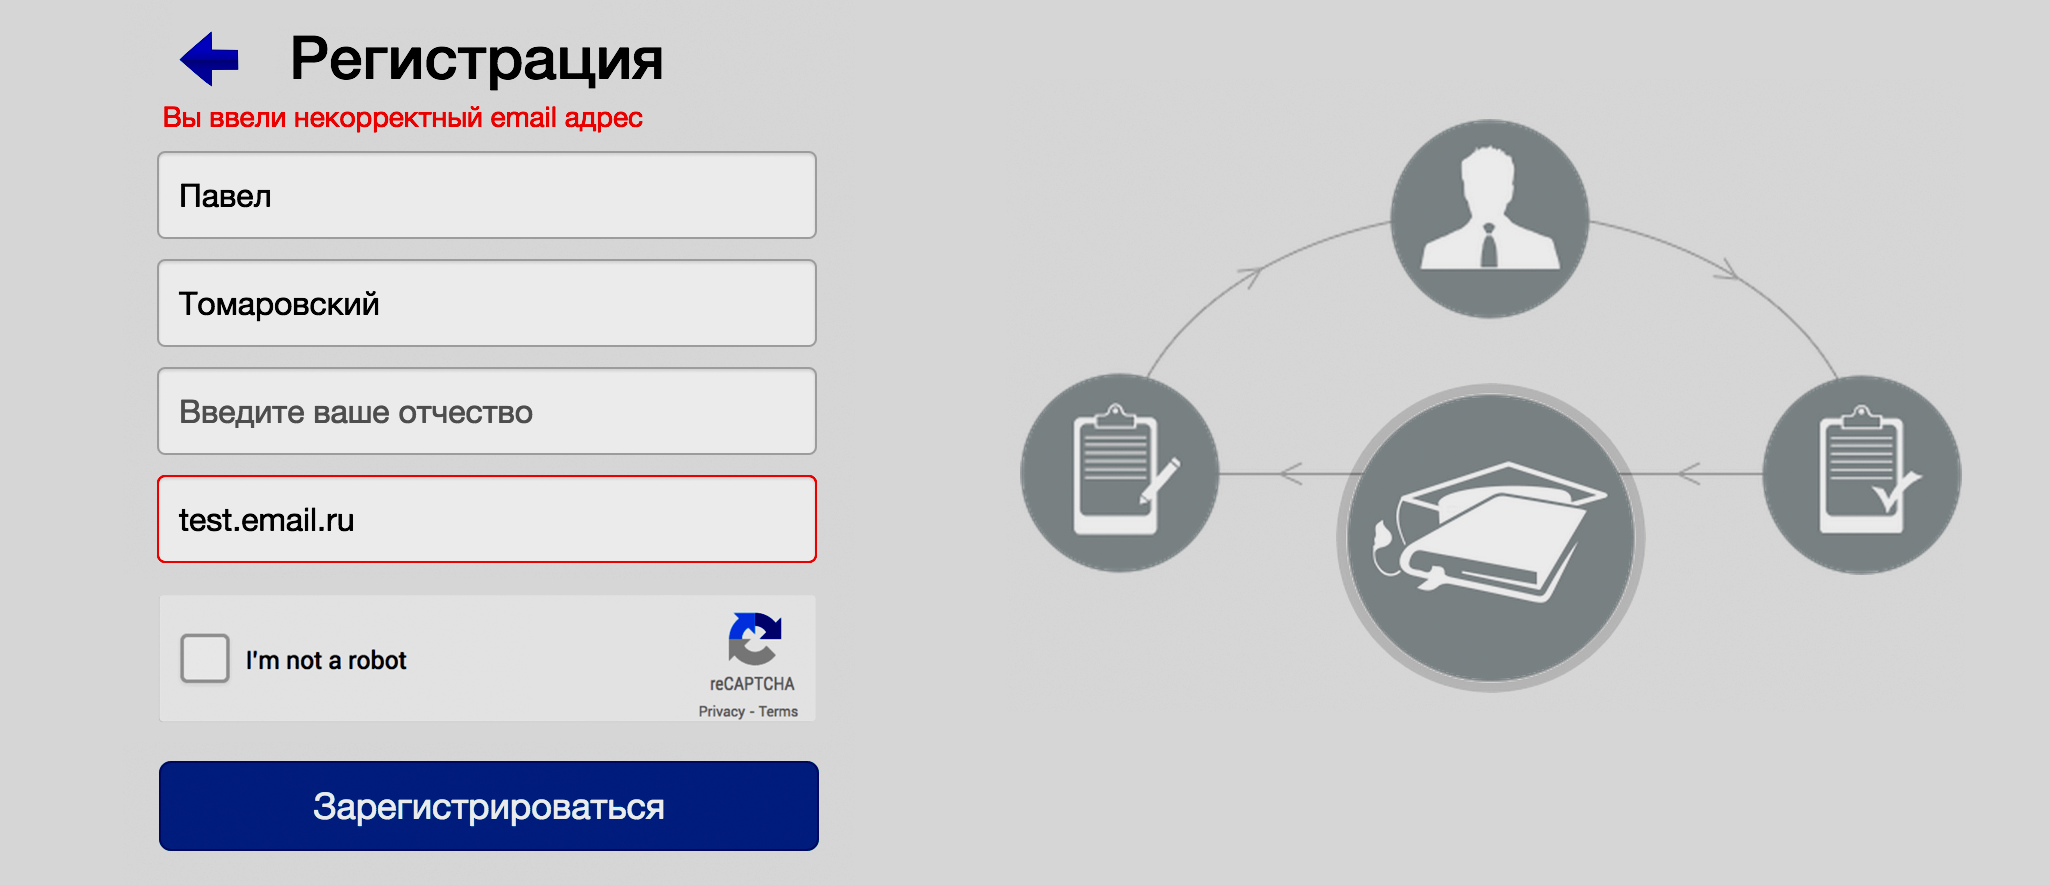 Регистрация
Вы ввели некорректный email адрес
Павел
Томаровский
Введите ваше отчество
test.email.ru
I'm not a robot
reCAPTCHA
Privacy - Terms
Зарегистрироваться